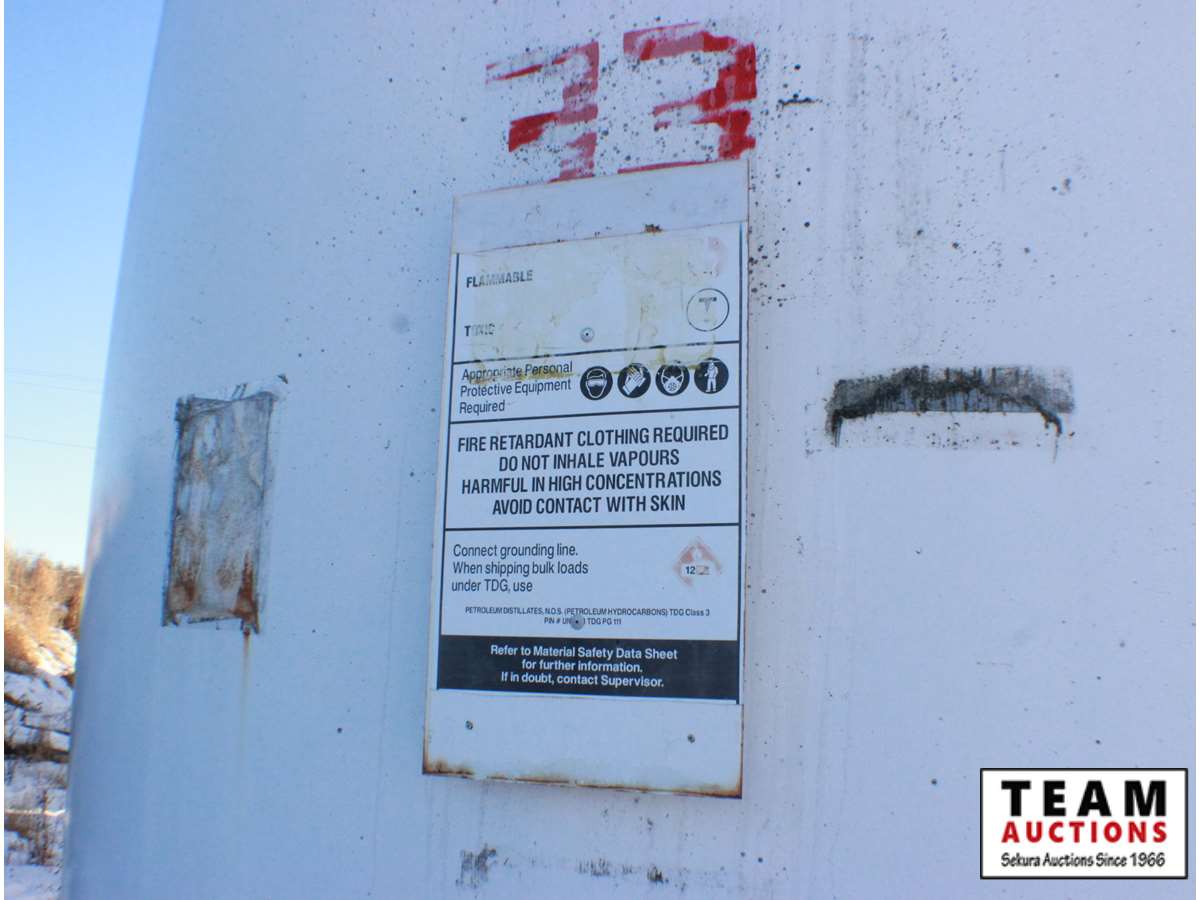 33
FLAMMABLE
TOXIC
T
Appropriate Personal
Protective Equipment
Required
FIRE RETARDANT CLOTHING REQUIRED
DO NOT INHALE VAPOURS
HARMFUL IN HIGH CONCENTRATIONS
AVOID CONTACT WITH SKIN
Connect grounding line.
When shipping bulk loads
under TDG, use
PETROLEUM DISTILLATES, N.O.S. (PETROLEUM HYDROCARBONS) TDG Class 3
PIN # TDG PG 111
Refer to Material Safety Data Sheet
for further information.
If in doubt, contact Supervisor.
TEAM
AUCTIONS
Sekura Auctions Since 1966